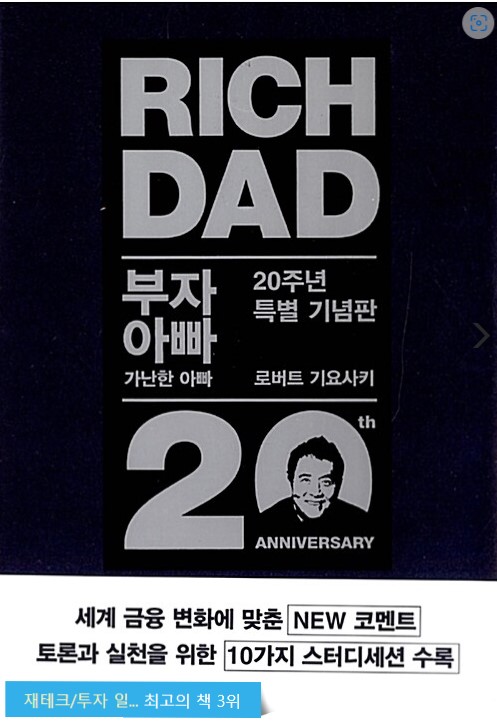 RICH
DAD
부자
아빠
가난한 아빠
20주년
특별 기념판
로버트 기요사키
20th
ANNIVERSARY
세계 금융 변화에 맞춘 NEW 코멘트
토론과 실천을 위한 10가지 스터디세션 수록
재테크/투자 일... 최고의 책 3위